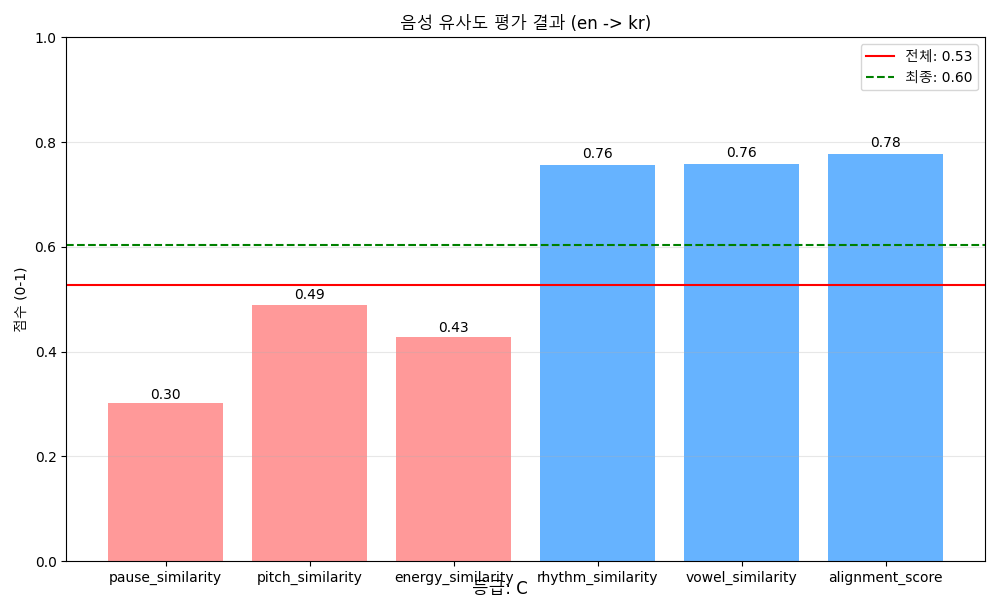 음성 유사도 평가 결과 (en -> kr)
전체: 0.53
최종: 0.60
점수 (0-1)
1.0
0.8
0.6
0.4
0.2
0.0
0.30
0.49
0.43
0.76
0.76
0.78
pause_similarity
pitch_similarity
energy_similarity
rhythm_similarity
vowel_similarity
alignment_score
등급: C